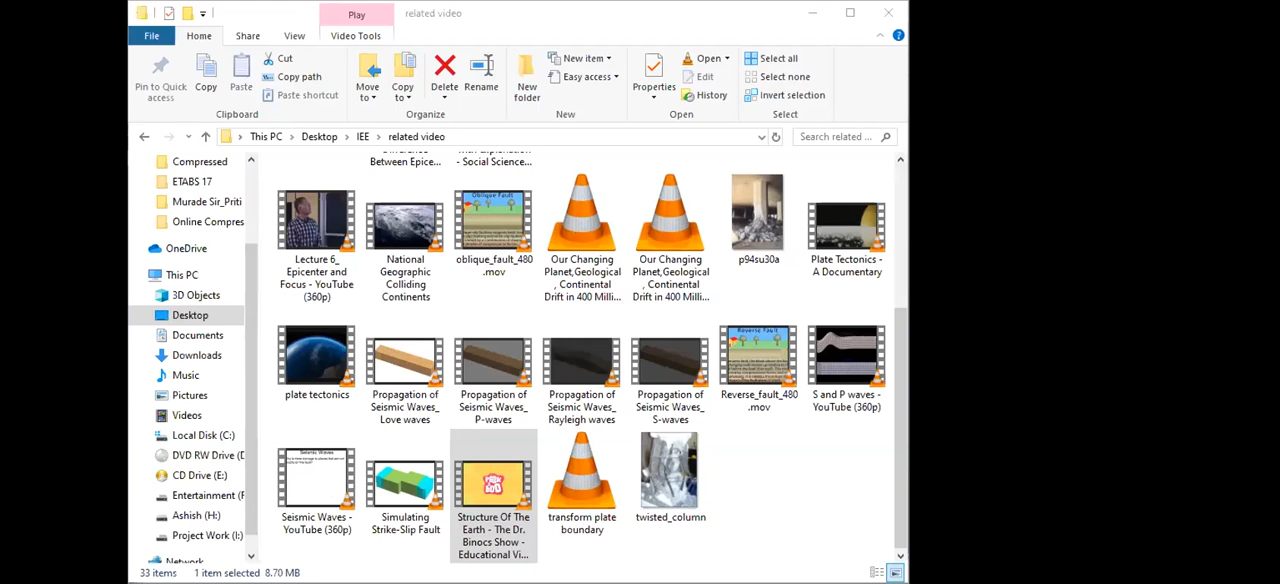 Play
related video
File
Home
Share
View
Video Tools
Pin to Quick
access
Copy
Paste
Cut
Copy path
Paste shortcut
Clipboard
Move
to
Copy
to
Delete
Rename
Organize
New
folder
New item
Easy access
New
Properties
Open
Edit
History
Open
Select all
Select none
Invert selection
Select
This PC > Desktop > IEE > related video
Search related ...
Compressed
ETABS 17
Murade Sir_Priti
Online Compres
OneDrive
This PC
3D Objects
Desktop
Documents
Downloads
Music
Pictures
Videos
Local Disk (C:)
DVD RW Drive (D
CD Drive (E:)
Entertainment (F
Ashish (H:)
Project Work (I:)
Network
Between Epice...
- Social Science...
Lecture 6_
Epicenter and
Focus - YouTube
(360p)
National
Geographic
Colliding
Continents
Oblique Fault
oblique_fault_480
.mov
Our Changing
Planet,Geological
, Continental
Drift in 400 Milli...
Our Changing
Planet,Geological
, Continental
Drift in 400 Milli...
p94su30a
Plate Tectonics -
A Documentary
plate tectonics
Propagation of
Seismic Waves_
Love waves
Propagation of
Seismic Waves_
P-waves
Propagation of
Seismic Waves_
Rayleigh waves
Propagation of
Seismic Waves_
S-waves
Reverse Fault
Reverse_fault_480
.mov
S and P waves -
YouTube (360p)
Seismic Waves
Seismic Waves -
YouTube (360p)
Simulating
Strike-Slip Fault
Structure Of The
Earth - The Dr.
Binocs Show -
Educational Vi...
transform plate
boundary
twisted_column
33 items
1 item selected 8.70 MB